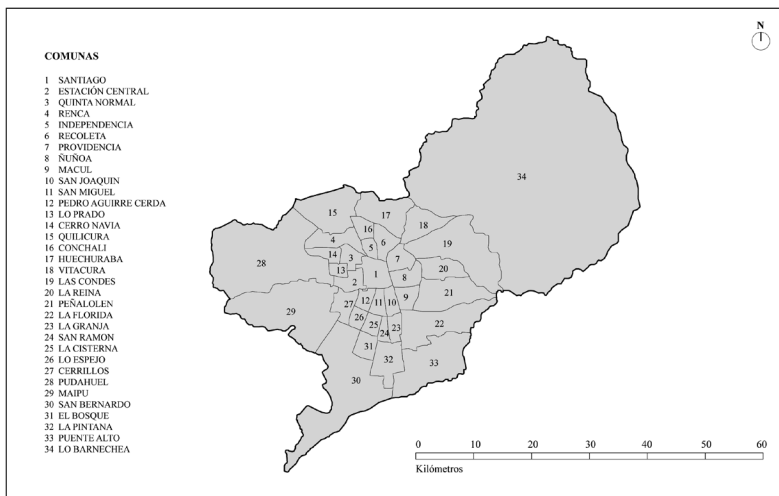 N
COMUNAS
1 SANTIAGO
2 ESTACIÓN CENTRAL
3 QUINTA NORMAL
4 RENCA
5 INDEPENDENCIA
6 RECOLETA
7 PROVIDENCIA
8 ÑUÑOA
9 MACUL
10 SAN JOAQUIN
11 SAN MIGUEL
12 PEDRO AGUIRRE CERDA
13 LO PRADO
14 CERRO NAVIA
15 QUILICURA
16 CONCHALI
17 HUECHURABA
18 VITACURA
19 LAS CONDES
20 LA REINA
21 PEÑALOLEN
22 LA FLORIDA
23 LA GRANJA
24 SAN RAMON
25 LA CISTERNA
26 LO ESPEJO
27 CERRILLOS
28 PUDAHUEL
29 MAIPU
30 SAN BERNARDO
31 EL BOSQUE
32 LA PINTANA
33 PUENTE ALTO
34 LO BARNECHEA
34
15
17
18
16
4
5
6
19
14
3
7
28
13
1
20
8
2
21
27
12
11
10
9
29
26
25
23
22
24
31
32
33
30
0 10 20 30 40 50 60
Kilómetros